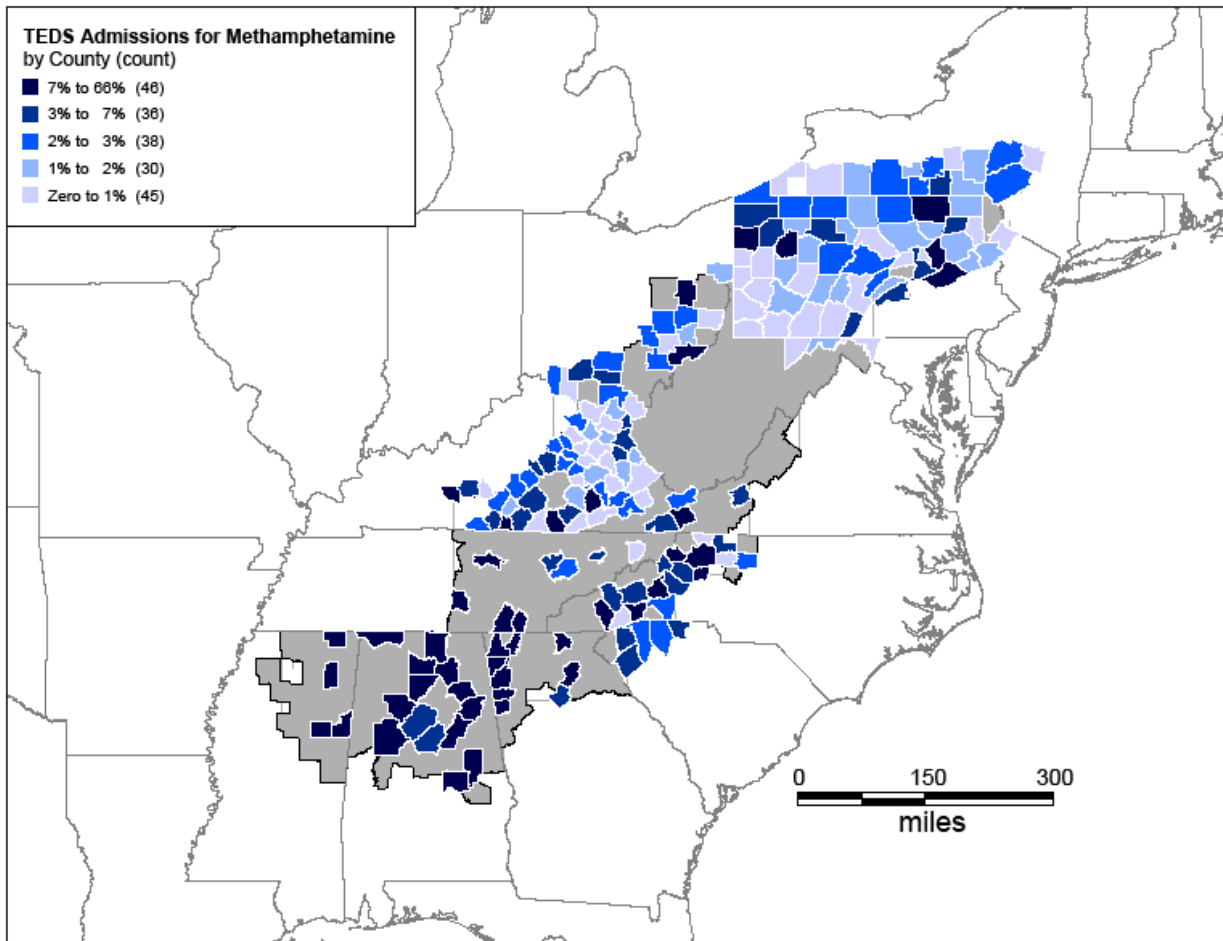 TEDS Admissions for Methamphetamine
by County (count)
7% to 66% (46)
3% to 7% (36)
2% to 3% (38)
1% to 2% (30)
Zero to 1% (45)
0 150 300
miles